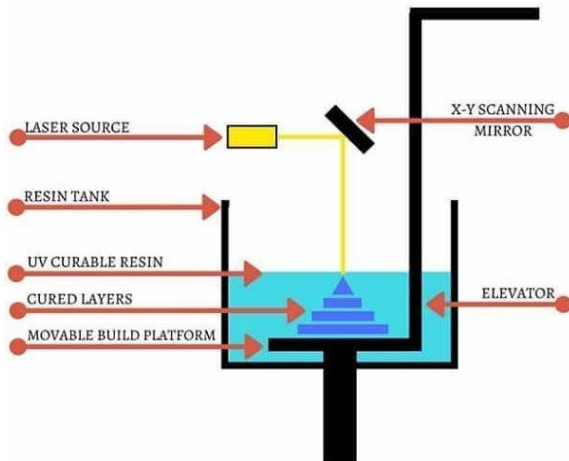 LASER SOURCE
X-Y SCANNING
MIRROR
RESIN TANK
UV CURABLE RESIN
CURED LAYERS
ELEVATOR
MOVABLE BUILD PLATFORM